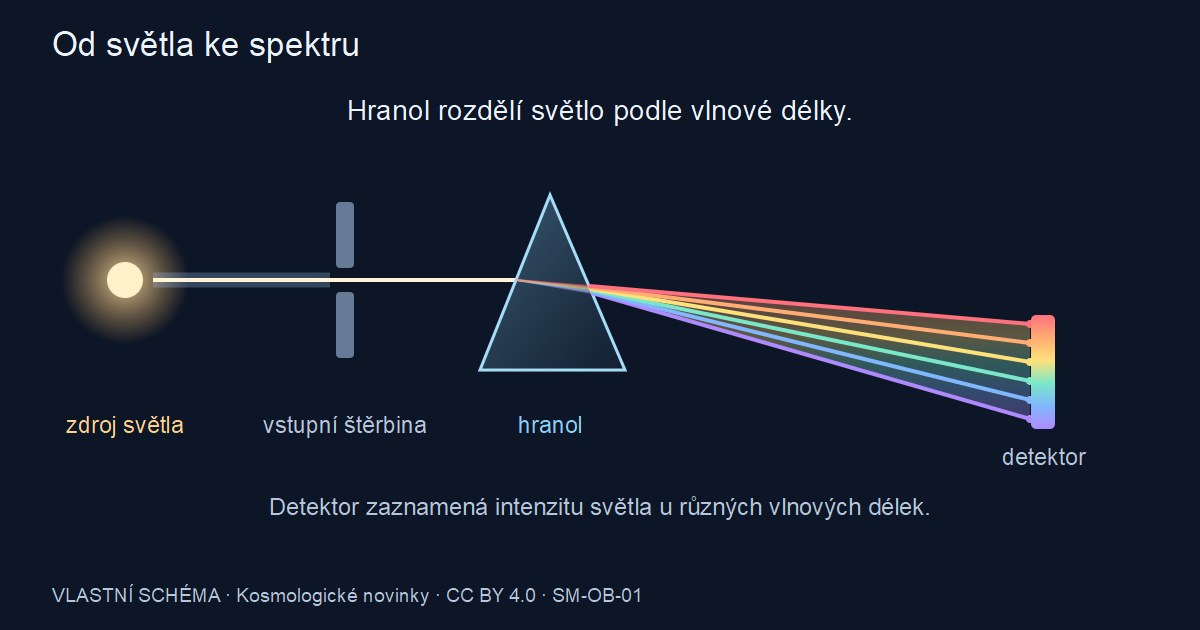 Od světla ke spektru
Hranol rozdělí světlo podle vlnové délky.
zdroj světla
vstupní štěrbina
hranol
detektor
Detektor zaznamená intenzitu světla u různých vlnových délek.
VLASTNÍ SCHÉMA · Kosmologické novinky · CC BY 4.0 · SM-OB-01